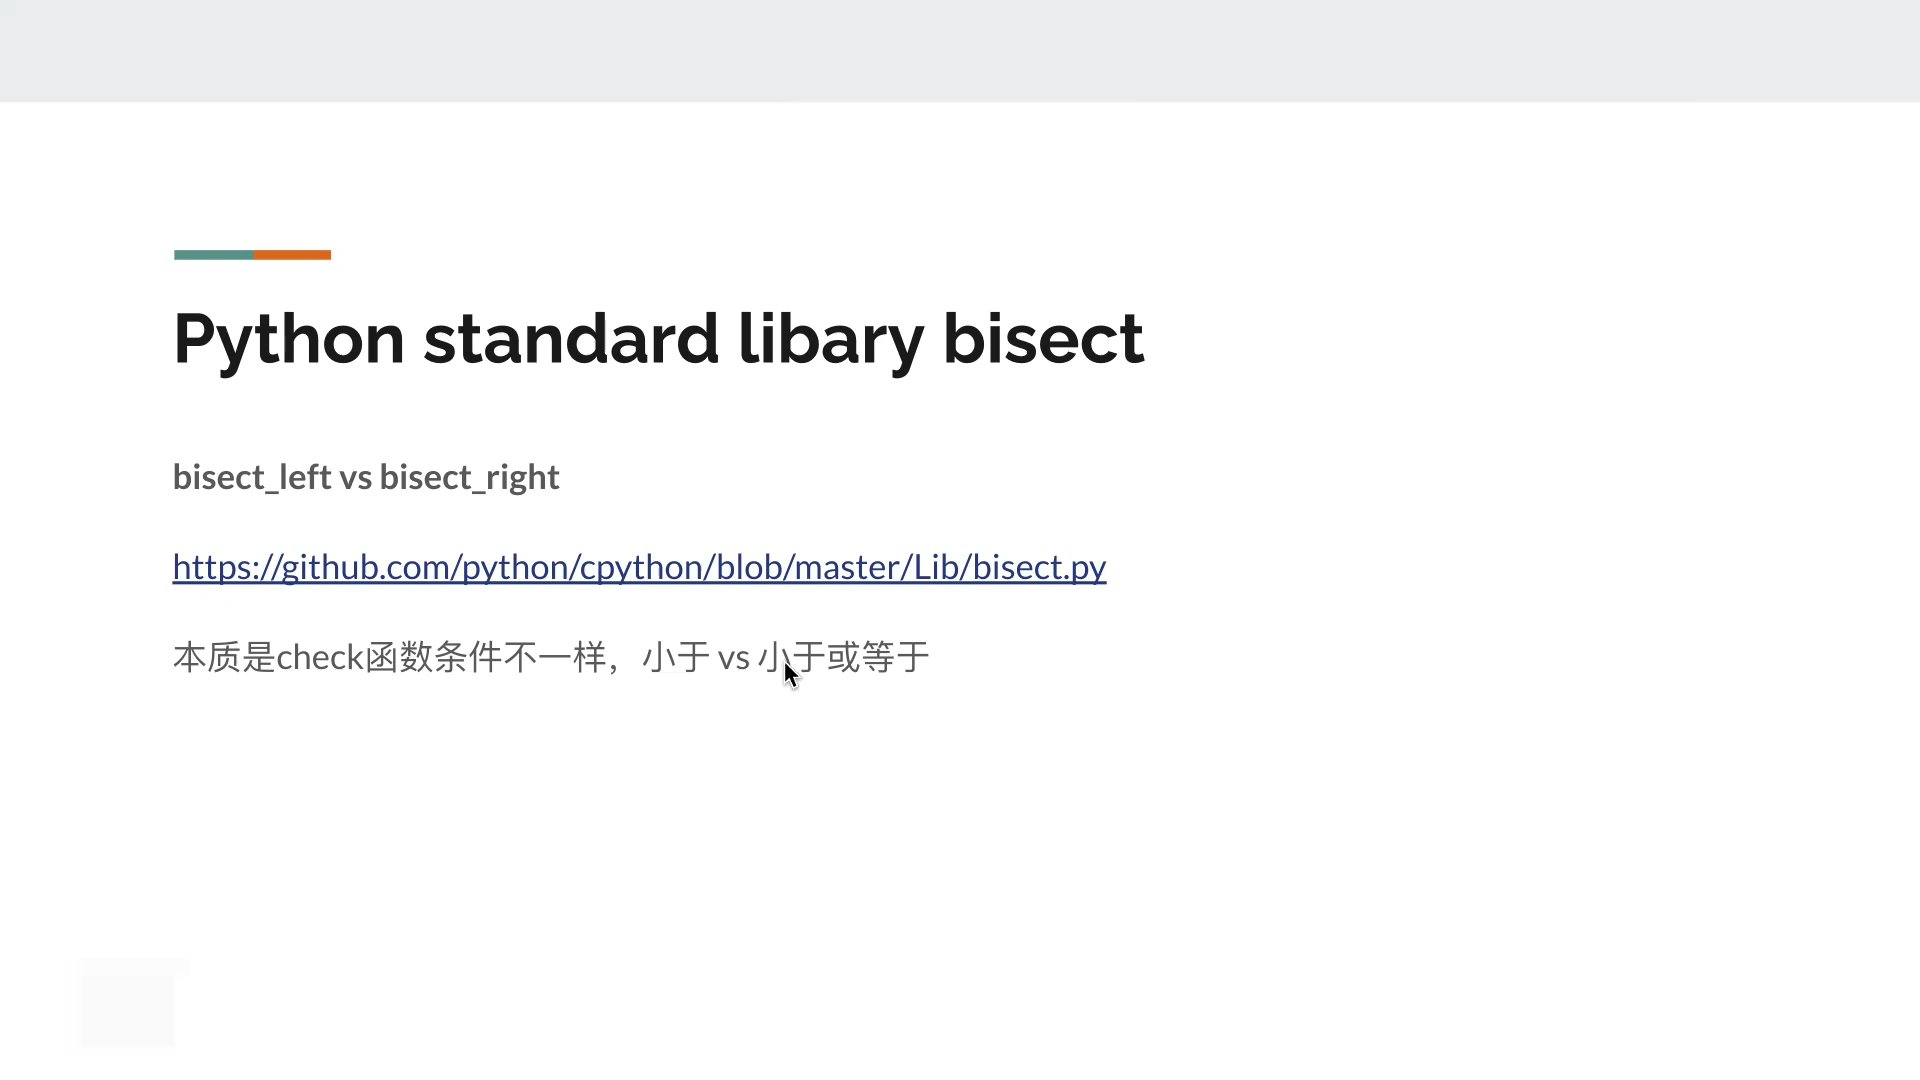 Python standard libary bisect
bisect_left vs bisect_right
https://github.com/python/cpython/blob/master/Lib/bisect.py
本质是check函数条件不一样，小于 vs 小于或等于